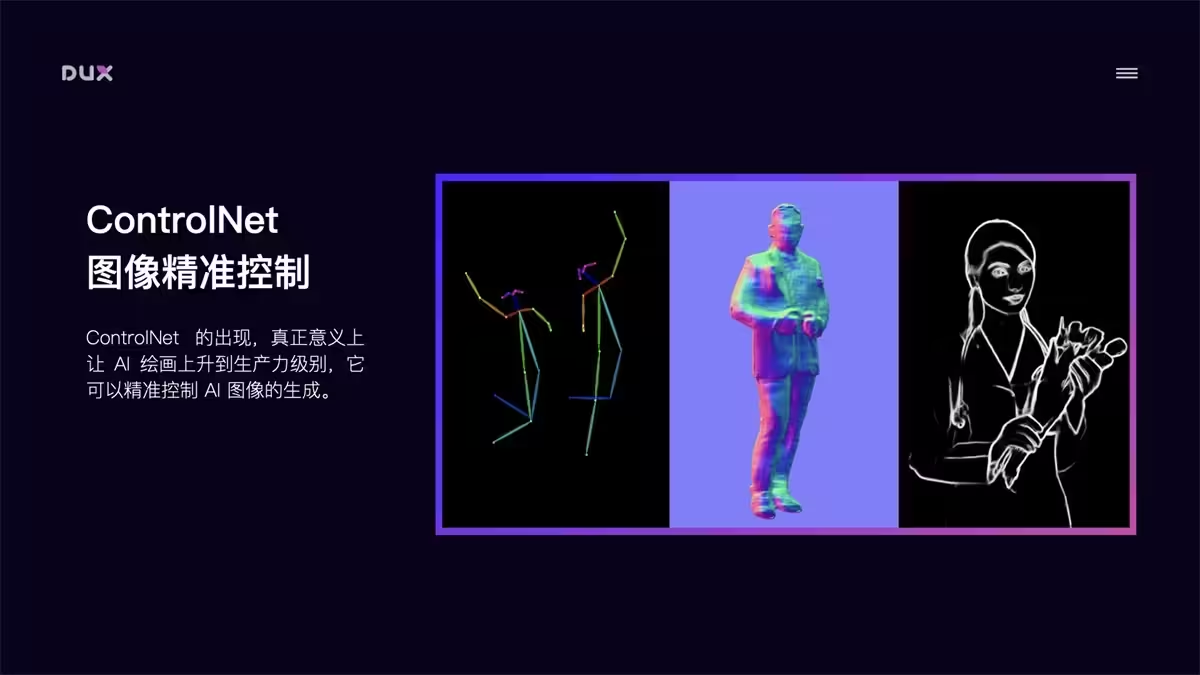 DUX
ControlNet
图像精准控制
ControlNet 的出现，真正意义上
让 AI 绘画上升到生产力级别，它
可以精准控制 AI 图像的生成。